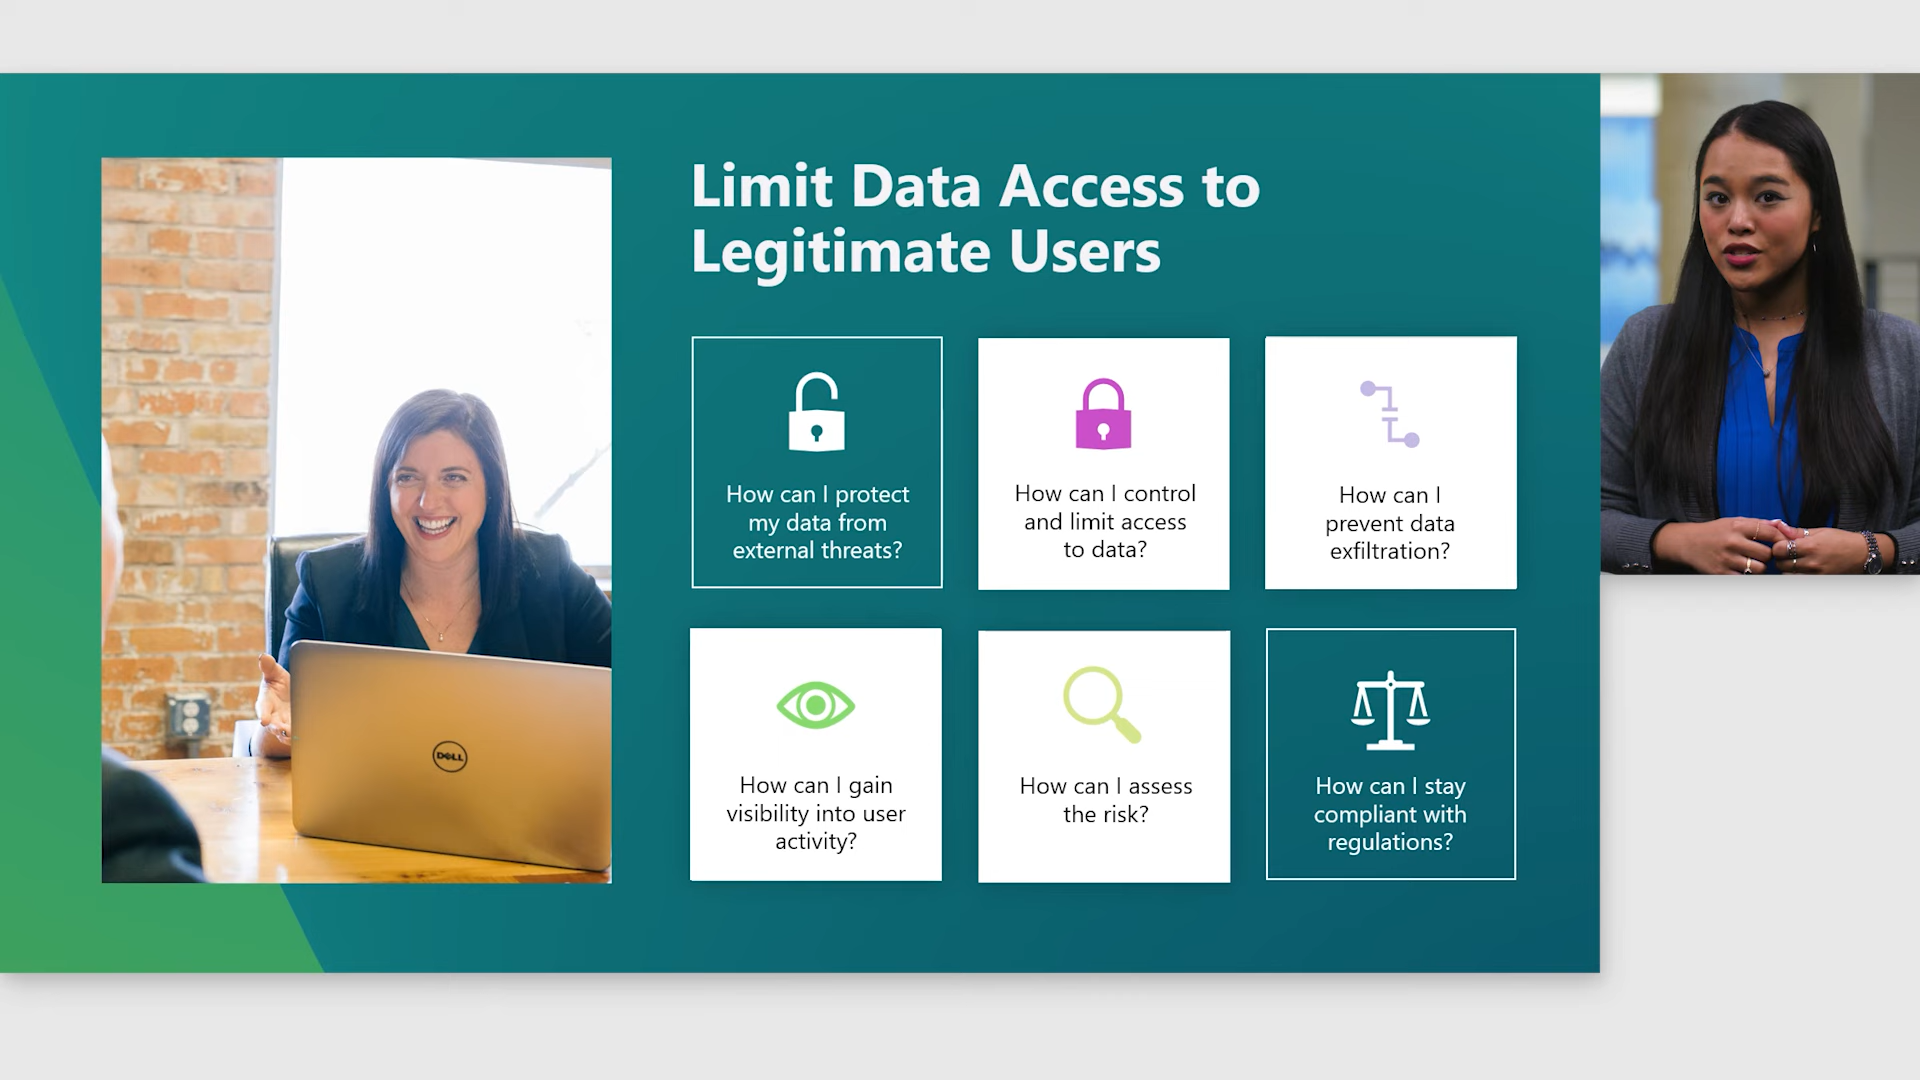 Limit Data Access to
Legitimate Users
How can I protect
my data from
external threats?
How can I control
and limit access
to data?
How can I
prevent data
exfiltration?
How can I gain
visibility into user
activity?
How can I assess
the risk?
How can I stay
compliant with
regulations?
DELL